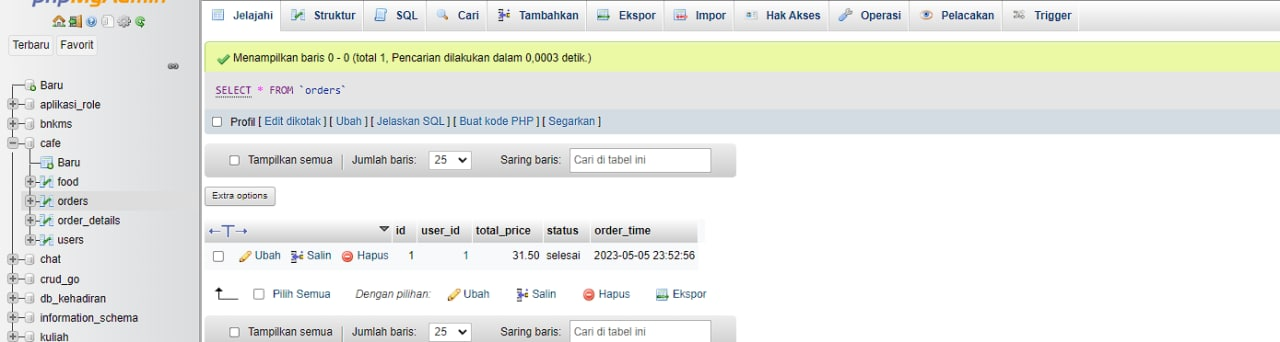 phpMyAdmin
Jelajahi Struktur SQL Cari Tambahkan Ekspor Impor Hak Akses Operasi Pelacakan Trigger
Terbaru Favorit
Baru
aplikasi_role
bnkms
cafe
Baru
food
orders
order_details
users
chat
crud_go
db_kehadiran
information_schema
kuliah
Menampilkan baris 0 - 0 (total 1, Pencarian dilakukan dalam 0,0003 detik.)
SELECT * FROM `orders`
Profil [ Edit dikotak ] [ Ubah ] [ Jelaskan SQL ] [ Buat kode PHP ] [ Segarkan ]
Tampilkan semua Jumlah baris: 25 Saring baris: Cari di tabel ini
Extra options
←T→ id user_id total_price status order_time
Ubah Salin Hapus 1 1 31.50 selesai 2023-05-05 23:52:56
Pilih Semua Dengan pilihan: Ubah Salin Hapus Ekspor
Tampilkan semua Jumlah baris: 25 Saring baris: Cari di tabel ini